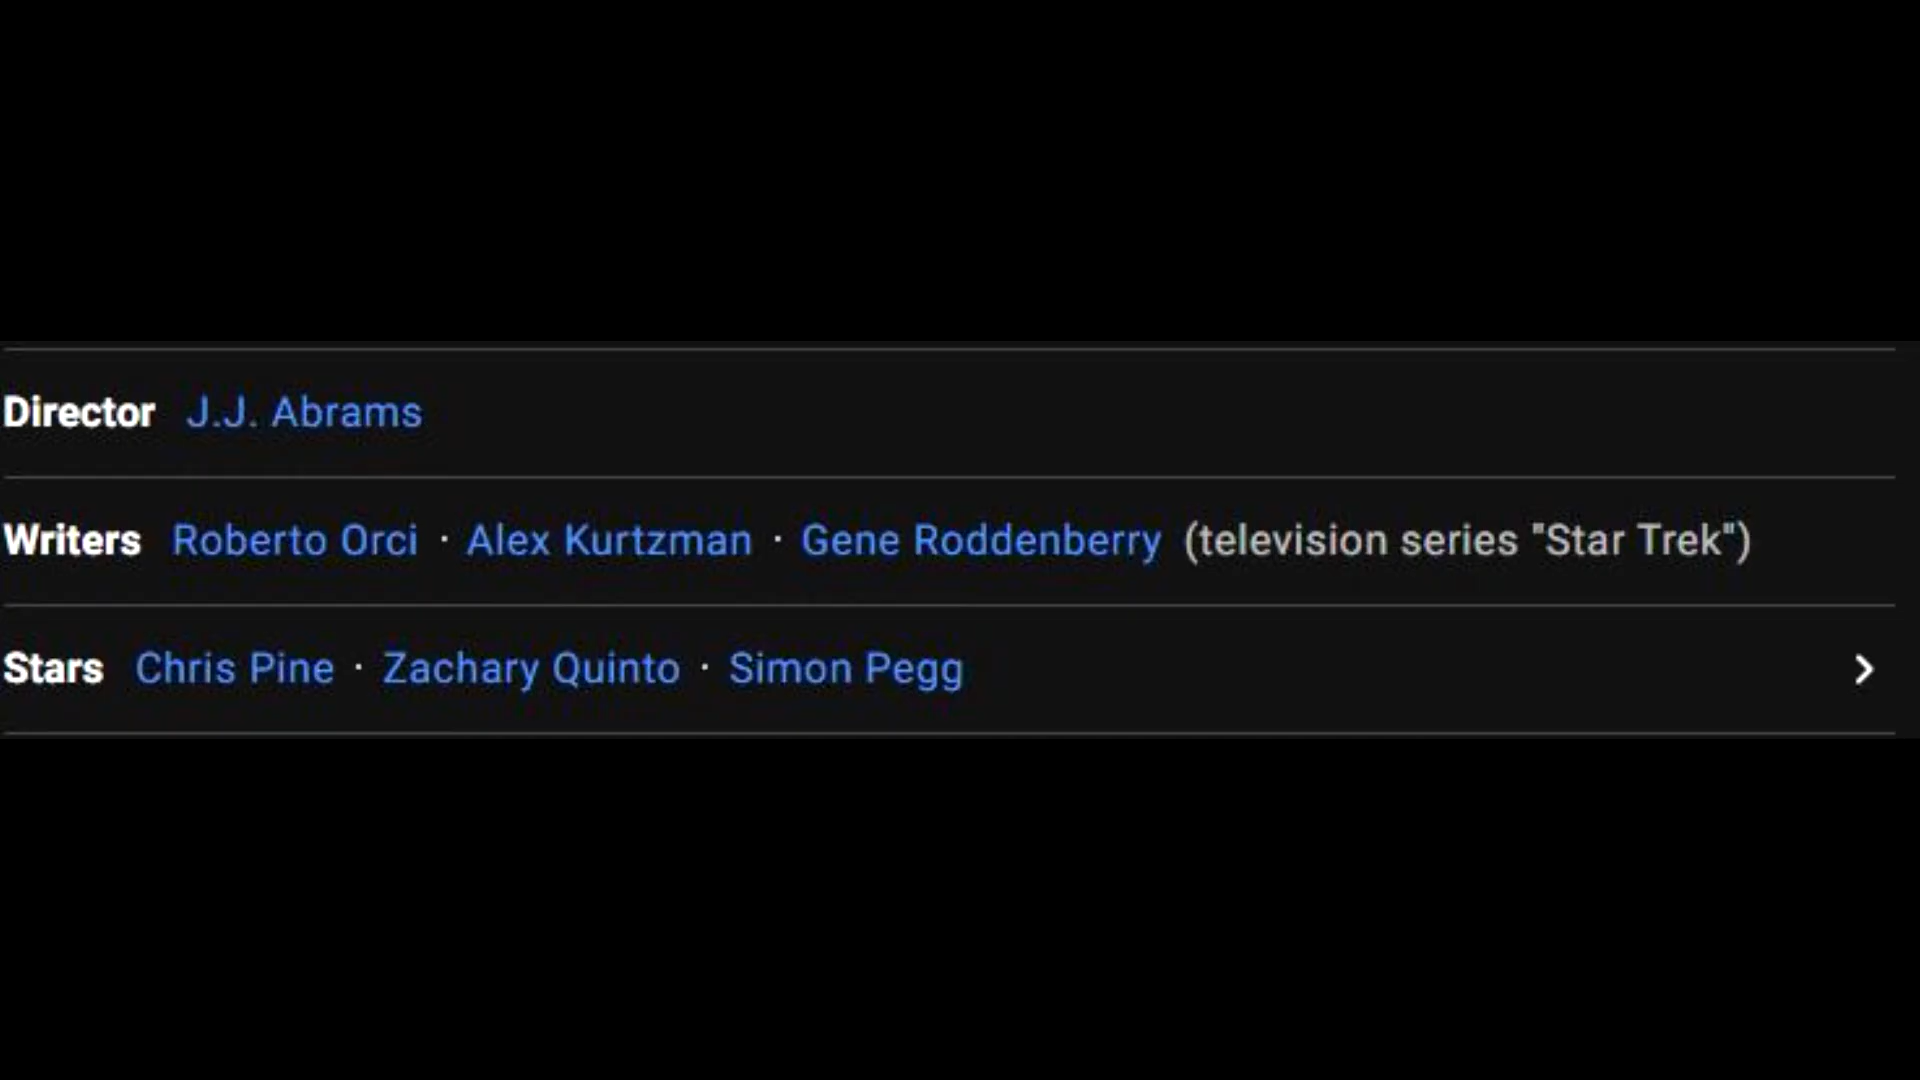 Director J.J. Abrams
Writers Roberto Orci · Alex Kurtzman · Gene Roddenberry (television series "Star Trek")
Stars Chris Pine · Zachary Quinto · Simon Pegg